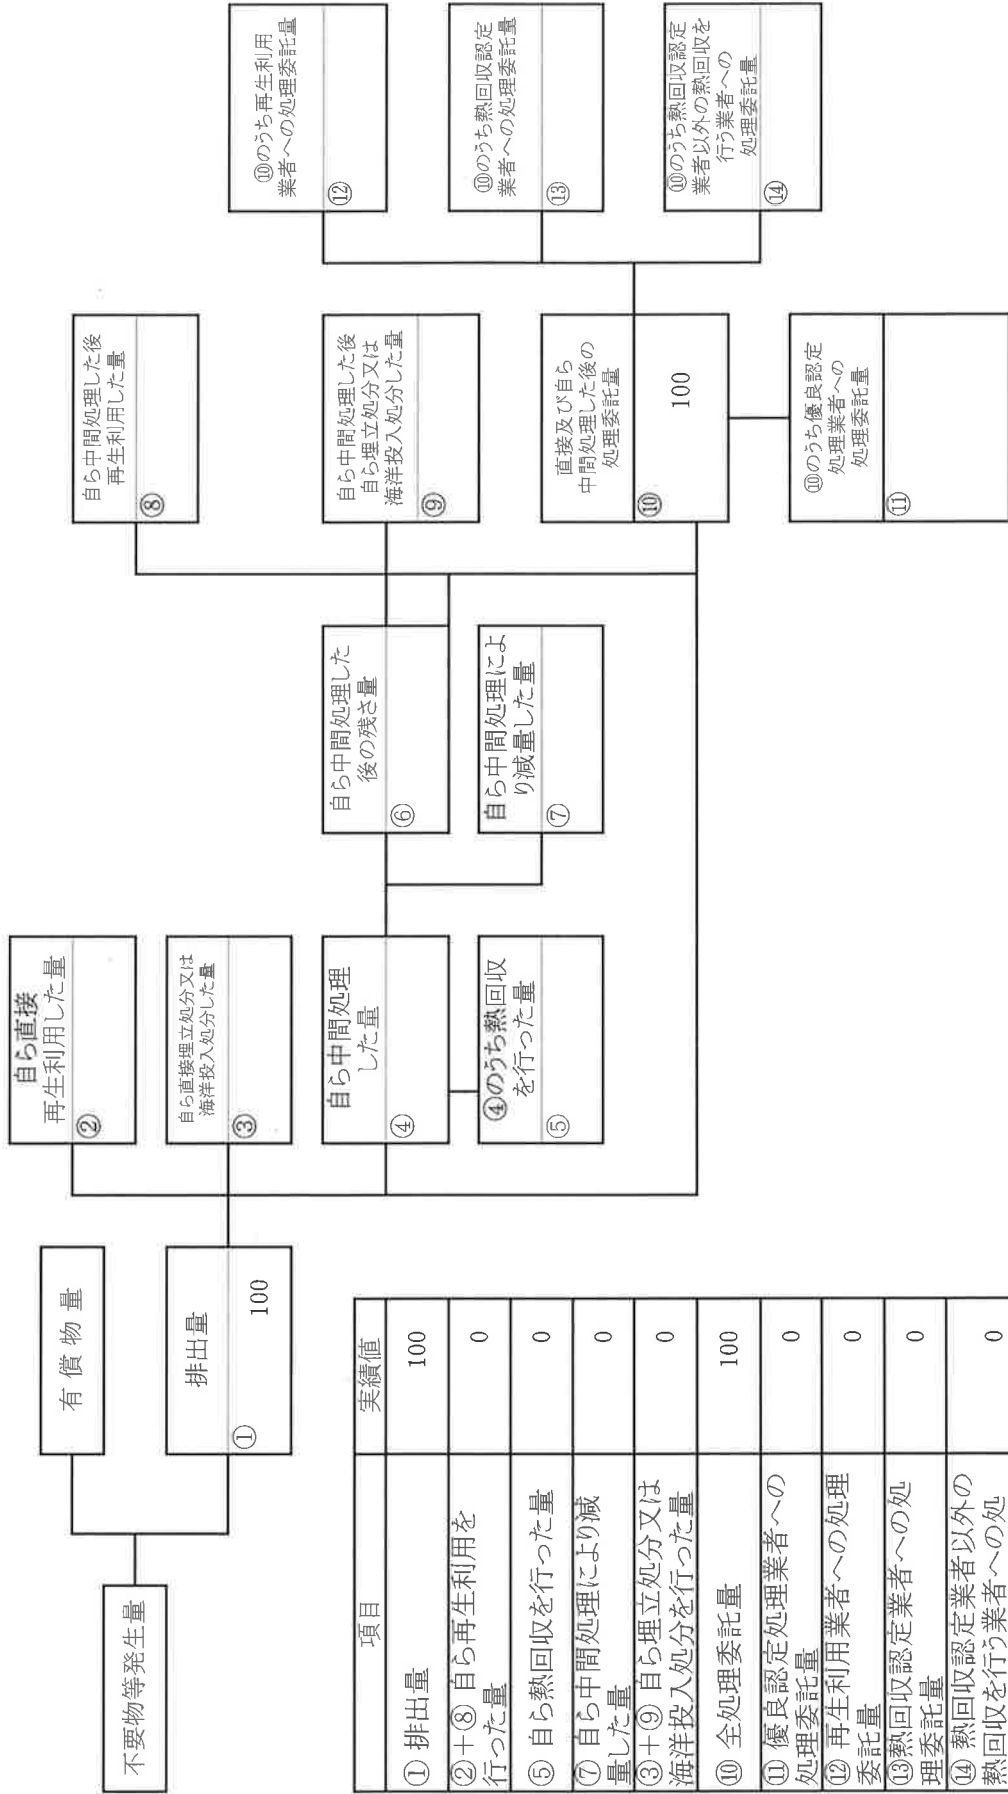 不要物等発生量
有償物量
排出量
①
100
自ら直接
再生利用した量
②
自ら直接埋立処分又は
海洋投入処分した量
③
自ら中間処理
した量
④
④のうち熱回収
を行った量
⑤
自ら中間処理した
後の残さ量
⑥
自ら中間処理によ
り減量した量
⑦
自ら中間処理した後
再生利用した量
⑧
自ら中間処理した後
自ら埋立処分又は
海洋投入処分した量
⑨
直接及び自ら
中間処理した後の
処理委託量
⑩
100
⑩のうち優良認定
処理業者への
処理委託量
⑪
⑩のうち再生利用
業者への処理委託量
⑫
⑩のうち熱回収認定
業者への処理委託量
⑬
⑩のうち熱回収認定
業者以外の熱回収を
行う業者への
処理委託量
⑭
項目 実績値
① 排出量 100
②+⑧ 自ら再生利用を
行った量 0
⑤ 自ら熱回収を行った量 0
⑦ 自ら中間処理により減
量した量 0
③+⑨ 自ら埋立処分又は
海洋投入処分を行った量 0
⑩ 全処理委託量 100
⑪ 優良認定処理業者への
処理委託量 0
⑫ 再生利用業者への処理
委託量 0
⑬熱回収認定業者への処
理委託量 0
⑭ 熱回収認定業者以外の
熱回収を行う業者への処 0